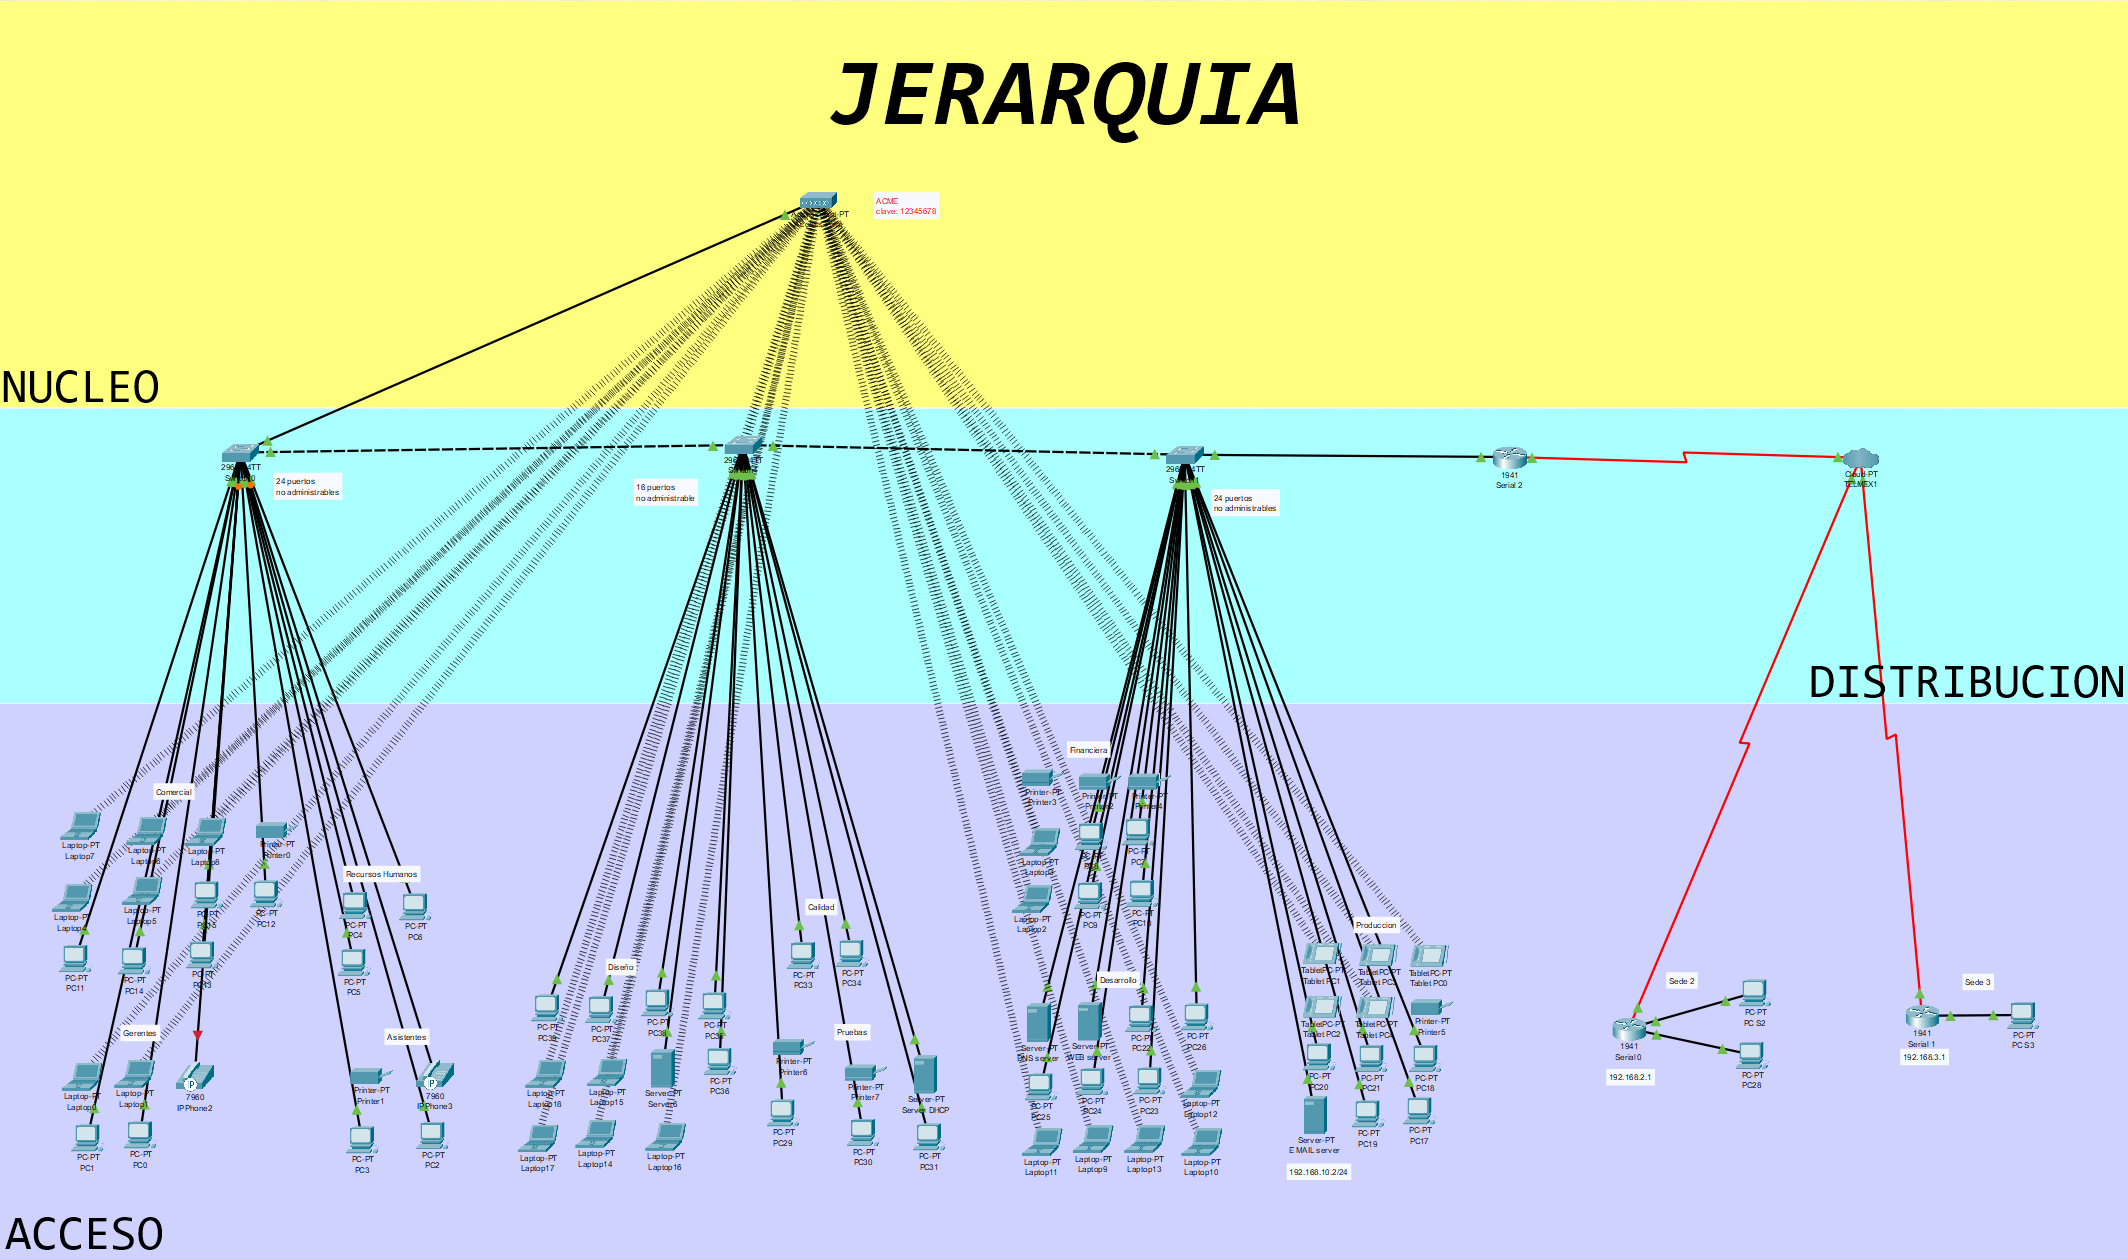 JERARQUIA
ACME
clave: 12345678
NUCLEO
24 puertos
no administrables
16 puertos
no administrable
24 puertos
no administrables
1941
Serial 2
Cloud-PT
TELMEX1
DISTRIBUCION
Financiera
Comercial
Printer-PT
Printer3
Printer-PT
Printer2
Printer-PT
Printer4
Laptop-PT
Laptop7
Laptop-PT
Laptop6
Laptop-PT
Laptop8
Printer-PT
Printer0
Recursos Humanos
Laptop-PT
Laptop3
PC-PT
PC7
Laptop-PT
Laptop5
PC-PT
PC15
PC-PT
PC12
PC-PT
PC4
PC-PT
PC6
Calidad
Laptop-PT
Laptop2
PC-PT
PC9
PC-PT
PC10
Produccion
PC-PT
PC11
PC-PT
PC14
PC-PT
PC13
PC-PT
PC5
Diseño
PC-PT
PC33
PC-PT
PC34
Desarrollo
TabletPC-PT
Tablet PC1
TabletPC-PT
Tablet PC3
TabletPC-PT
Tablet PC0
Sede 2
Sede 3
Gerentes
Asistentes
PC-PT
PC39
PC-PT
PC37
PC-PT
PC38
PC-PT
Pruebas
Server-PT
DNS server
Server-PT
WEB server
PC-PT
PC22
PC-PT
PC26
TabletPC-PT
Tablet PC2
TabletPC-PT
Tablet PC4
Printer-PT
Printer5
PC-PT
PC S2
1941
Serial 0
192.168.2.1
PC-PT
PC28
1941
Serial 1
192.168.3.1
PC-PT
PC S3
Laptop-PT
Laptop0
Laptop-PT
Laptop1
7960
IP Phone2
Printer-PT
Printer1
7960
IP Phone3
Laptop-PT
Laptop18
Laptop-PT
Laptop15
Server-PT
PC-PT
PC36
Printer-PT
Printer6
Printer-PT
Printer7
Server-PT
Server DHCP
PC-PT
PC25
PC-PT
PC24
PC-PT
PC23
Laptop-PT
Laptop12
PC-PT
PC20
PC-PT
PC21
PC-PT
PC18
PC-PT
PC1
PC-PT
PC0
PC-PT
PC3
PC-PT
PC2
Laptop-PT
Laptop17
Laptop-PT
Laptop14
Laptop-PT
Laptop16
PC-PT
PC29
PC-PT
PC30
PC-PT
PC31
Laptop-PT
Laptop11
Laptop-PT
Laptop9
Laptop-PT
Laptop13
Laptop-PT
Laptop10
Server-PT
EMAIL server
PC-PT
PC19
PC-PT
PC17
192.168.10.2/24
ACCESO